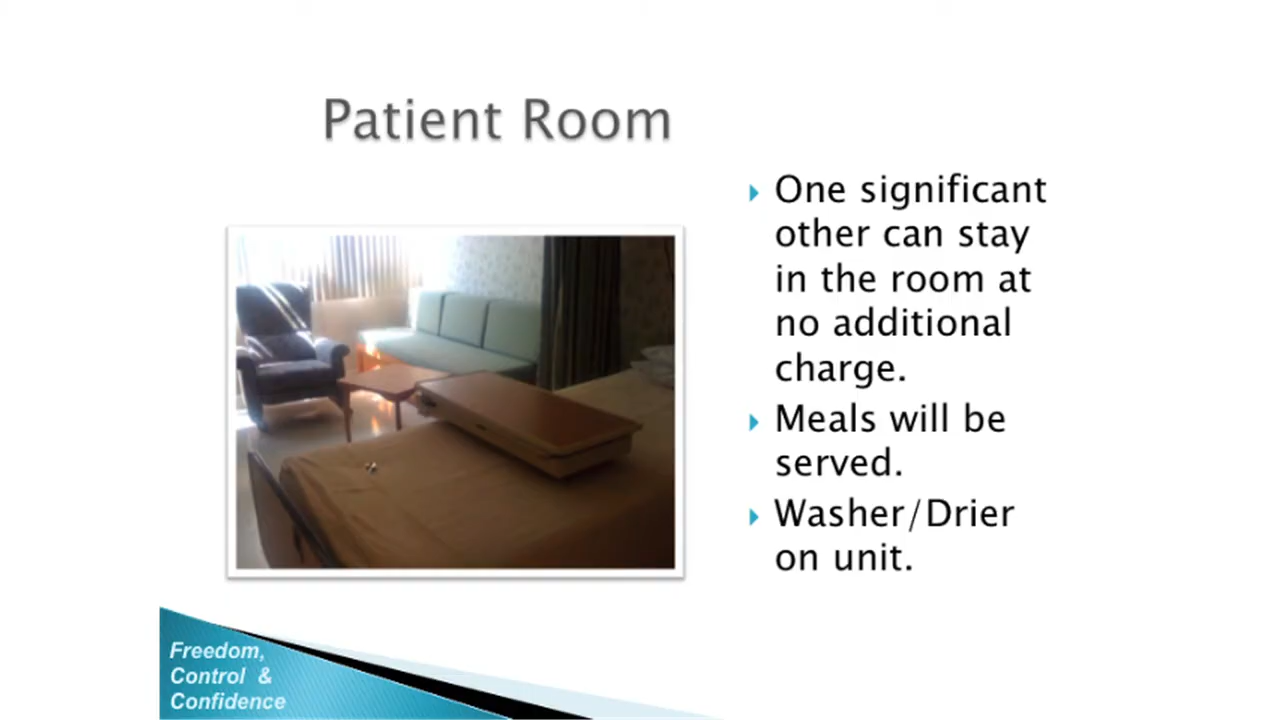 Patient Room
One significant
other can stay
in the room at
no additional
charge.
Meals will be
served.
Washer/Drier
on unit.
Freedom,
Control &
Confidence